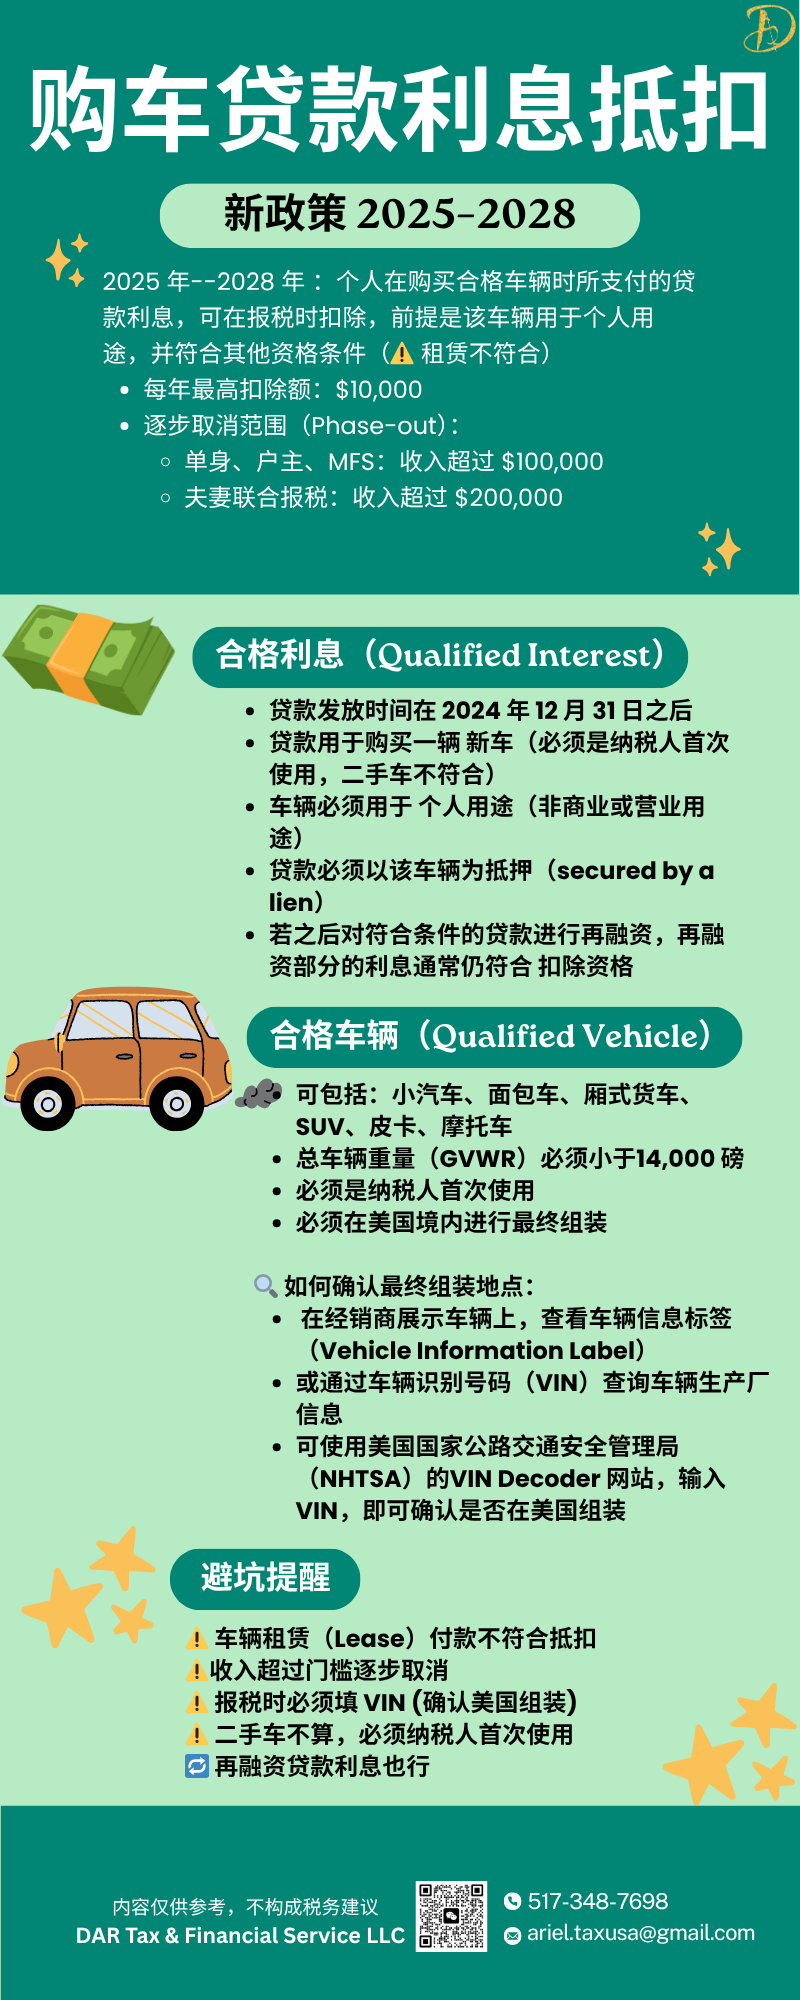 购车贷款利息抵扣
新政策 2025-2028
2025 年--2028 年 ：个人在购买合格车辆时所支付的贷
款利息，可在报税时扣除，前提是该车辆用于个人用
途，并符合其他资格条件（⚠️ 租赁不符合）
• 每年最高扣除额：$10,000
• 逐步取消范围（Phase-out）：
◦ 单身、户主、MFS：收入超过 $100,000
◦ 夫妻联合报税：收入超过 $200,000
合格利息（Qualified Interest）
• 贷款发放时间在 2024 年 12 月 31 日之后
• 贷款用于购买一辆 新车（必须是纳税人首次
使用，二手车不符合）
• 车辆必须用于 个人用途（非商业或营业用
途）
• 贷款必须以该车辆为抵押（secured by a
lien）
• 若之后对符合条件的贷款进行再融资，再融
资部分的利息通常仍符合 扣除资格
合格车辆（Qualified Vehicle）
• 可包括：小汽车、面包车、厢式货车、
SUV、皮卡、摩托车
• 总车辆重量（GVWR）必须小于14,000 磅
• 必须是纳税人首次使用
• 必须在美国境内进行最终组装
🔍 如何确认最终组装地点：
• 在经销商展示车辆上，查看车辆信息标签
（Vehicle Information Label）
• 或通过车辆识别号码（VIN）查询车辆生产厂
信息
• 可使用美国国家公路交通安全管理局
（NHTSA）的VIN Decoder 网站，输入
VIN，即可确认是否在美国组装
避坑提醒
⚠️ 车辆租赁（Lease）付款不符合抵扣
⚠️收入超过门槛逐步取消
⚠️ 报税时必须填 VIN (确认美国组装)
⚠️ 二手车不算，必须纳税人首次使用
🔁 再融资贷款利息也行
内容仅供参考，不构成税务建议
DAR Tax & Financial Service LLC
517-348-7698
ariel.taxusa@gmail.com